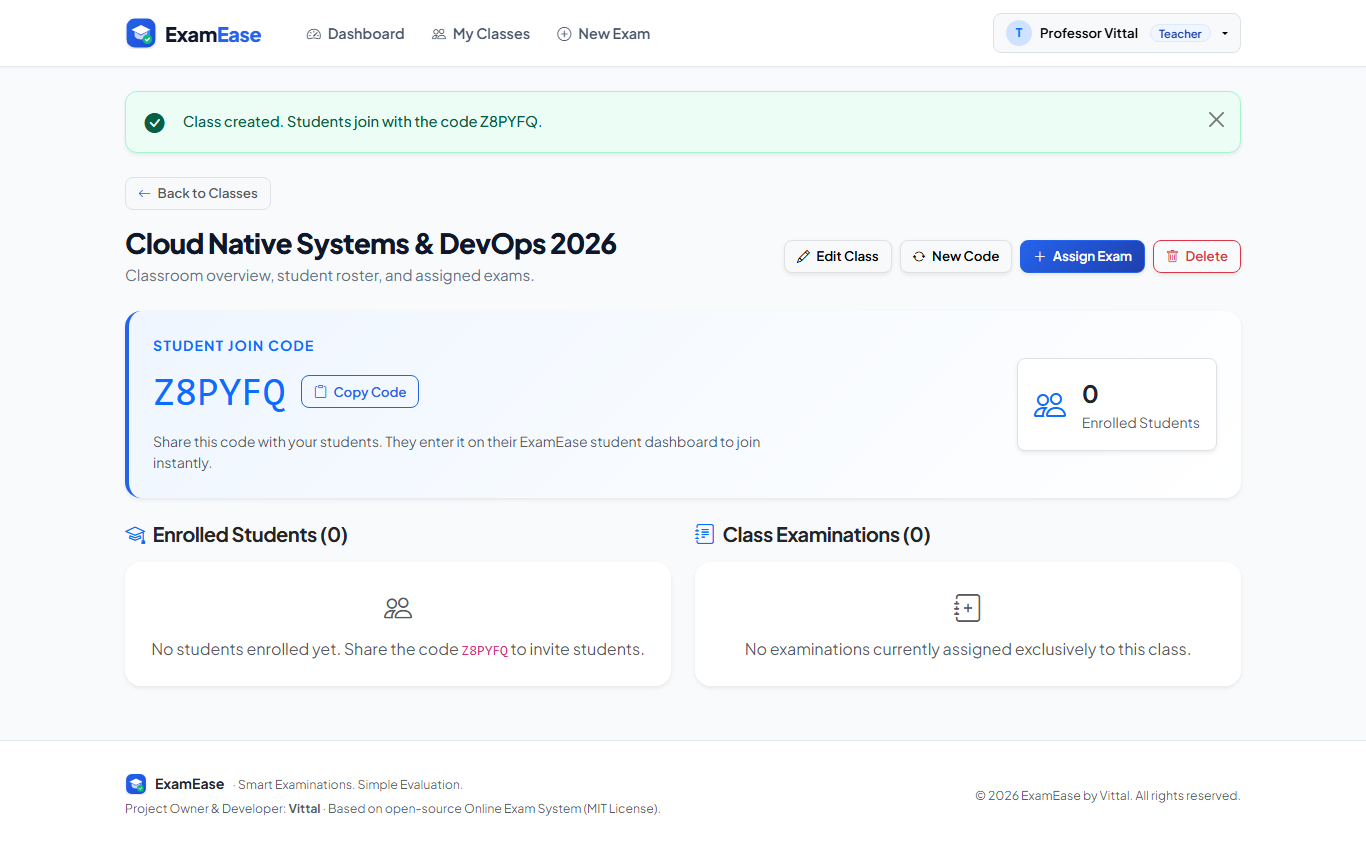 ExamEase
Dashboard
My Classes
New Exam
T
Professor Vittal
Teacher
Class created. Students join with the code Z8PYFQ.
Back to Classes
Cloud Native Systems & DevOps 2026
Classroom overview, student roster, and assigned exams.
Edit Class
New Code
Assign Exam
Delete
STUDENT JOIN CODE
Z8PYFQ
Copy Code
Share this code with your students. They enter it on their ExamEase student dashboard to join
instantly.
0
Enrolled Students
Enrolled Students (0)
No students enrolled yet. Share the code Z8PYFQ to invite students.
Class Examinations (0)
No examinations currently assigned exclusively to this class.
ExamEase · Smart Examinations. Simple Evaluation.
Project Owner & Developer: Vittal · Based on open-source Online Exam System (MIT License).
© 2026 ExamEase by Vittal. All rights reserved.